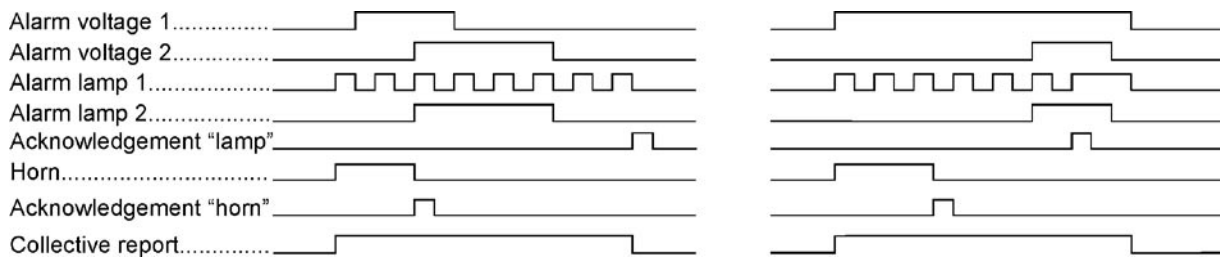 Alarm voltage 1...............
Alarm voltage 2...................
Alarm lamp 1.....................
Alarm lamp 2...................
Acknowledgement “lamp”
Horn.................................
Acknowledgement “horn”
Collective report..............